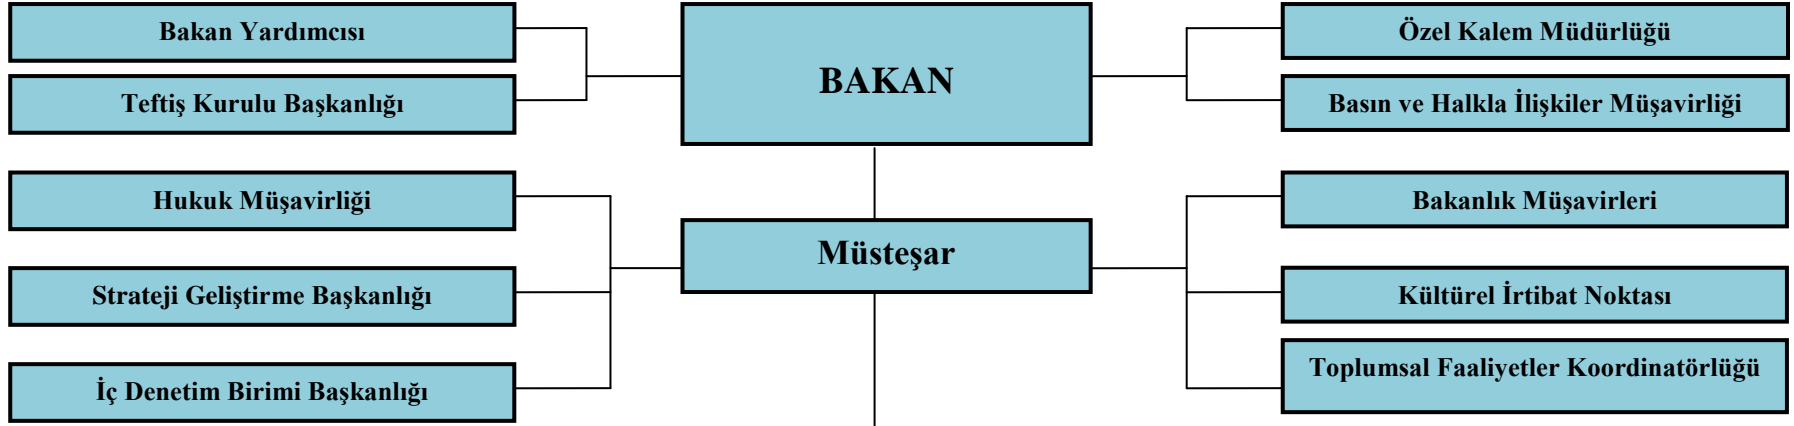 Bakan Yardımcısı
Teftiş Kurulu Başkanlığı
BAKAN
Özel Kalem Müdürlüğü
Basın ve Halkla İlişkiler Müşavirliği
Hukuk Müşavirliği
Strateji Geliştirme Başkanlığı
İç Denetim Birimi Başkanlığı
Müsteşar
Bakanlık Müşavirleri
Kültürel İrtibat Noktası
Toplumsal Faaliyetler Koordinatörlüğü